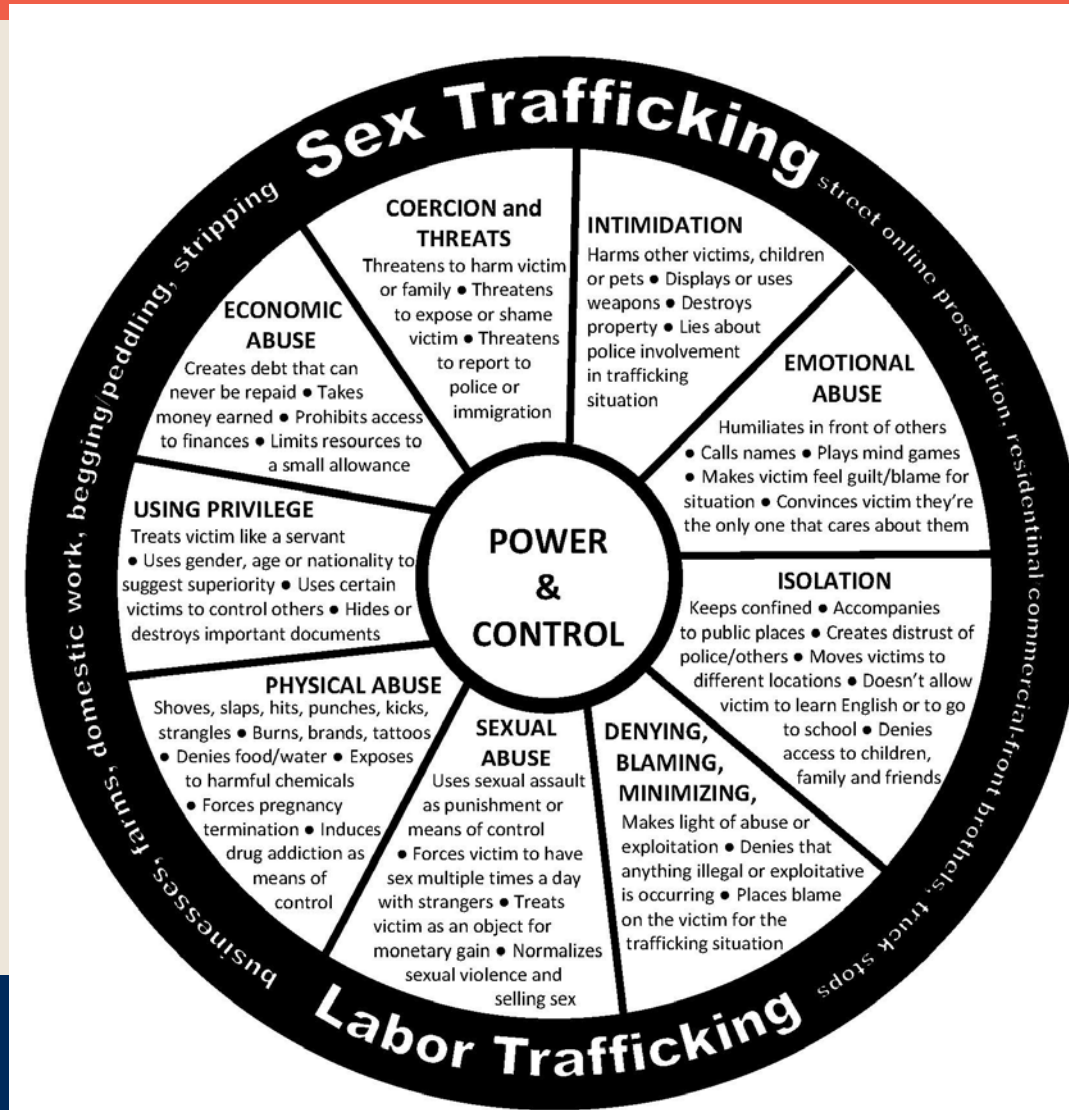 Sex Trafficking
street online prostitution, residentinal commercial-front brothels, truck stops
Labor Trafficking
businesses, farms, domestic work, begging/peddling, stripping
POWER
&
CONTROL
COERCION and
THREATS
Threatens to harm victim
or family ● Threatens
to expose or shame
victim ● Threatens
to report to
police or
immigration
INTIMIDATION
Harms other victims, children
or pets ● Displays or uses
weapons ● Destroys
property ● Lies about
police involvement
in trafficking
situation
EMOTIONAL
ABUSE
Humiliates in front of others
● Calls names ● Plays mind games
● Makes victim feel guilt/blame for
situation ● Convinces victim they’re
the only one that cares about them
ISOLATION
Keeps confined ● Accompanies
to public places ● Creates distrust of
police/others ● Moves victims to
different locations ● Doesn’t allow
victim to learn English or to go
to school ● Denies
access to children,
family and friends
DENYING,
BLAMING,
MINIMIZING,
Makes light of abuse or
exploitation ● Denies that
anything illegal or exploitative
is occurring ● Places blame
on the victim for the
trafficking situation
SEXUAL
ABUSE
Uses sexual assault
as punishment or
means of control
● Forces victim to have
sex multiple times a day
with strangers ● Treats
victim as an object for
monetary gain ● Normalizes
sexual violence and
selling sex
PHYSICAL ABUSE
Shoves, slaps, hits, punches, kicks,
strangles ● Burns, brands, tattoos
● Denies food/water ● Exposes
to harmful chemicals
● Forces pregnancy
termination ● Induces
drug addiction as
means of
control
USING PRIVILEGE
Treats victim like a servant
● Uses gender, age or nationality to
suggest superiority ● Uses certain
victims to control others ● Hides or
destroys important documents
ECONOMIC
ABUSE
Creates debt that can
never be repaid ● Takes
money earned ● Prohibits access
to finances ● Limits resources to
a small allowance